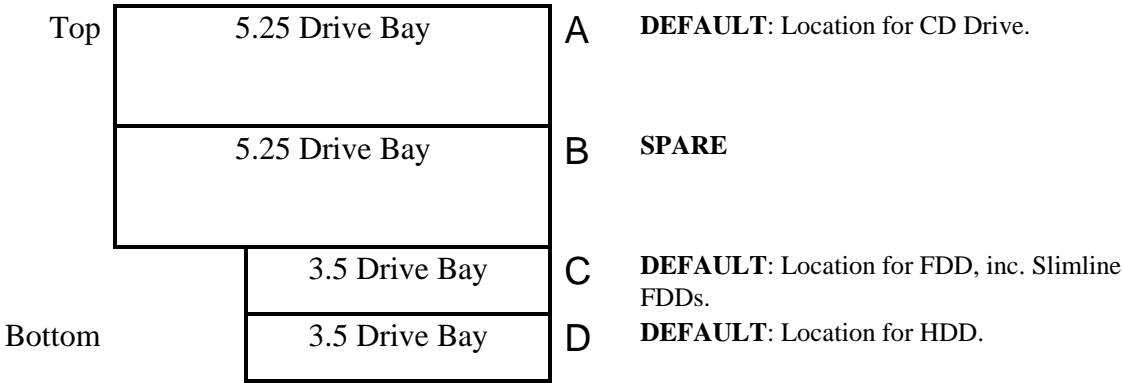 Top 5.25 Drive Bay A DEFAULT: Location for CD Drive.
5.25 Drive Bay B SPARE
3.5 Drive Bay C DEFAULT: Location for FDD, inc. Slimline
FDDs.
Bottom 3.5 Drive Bay D DEFAULT: Location for HDD.